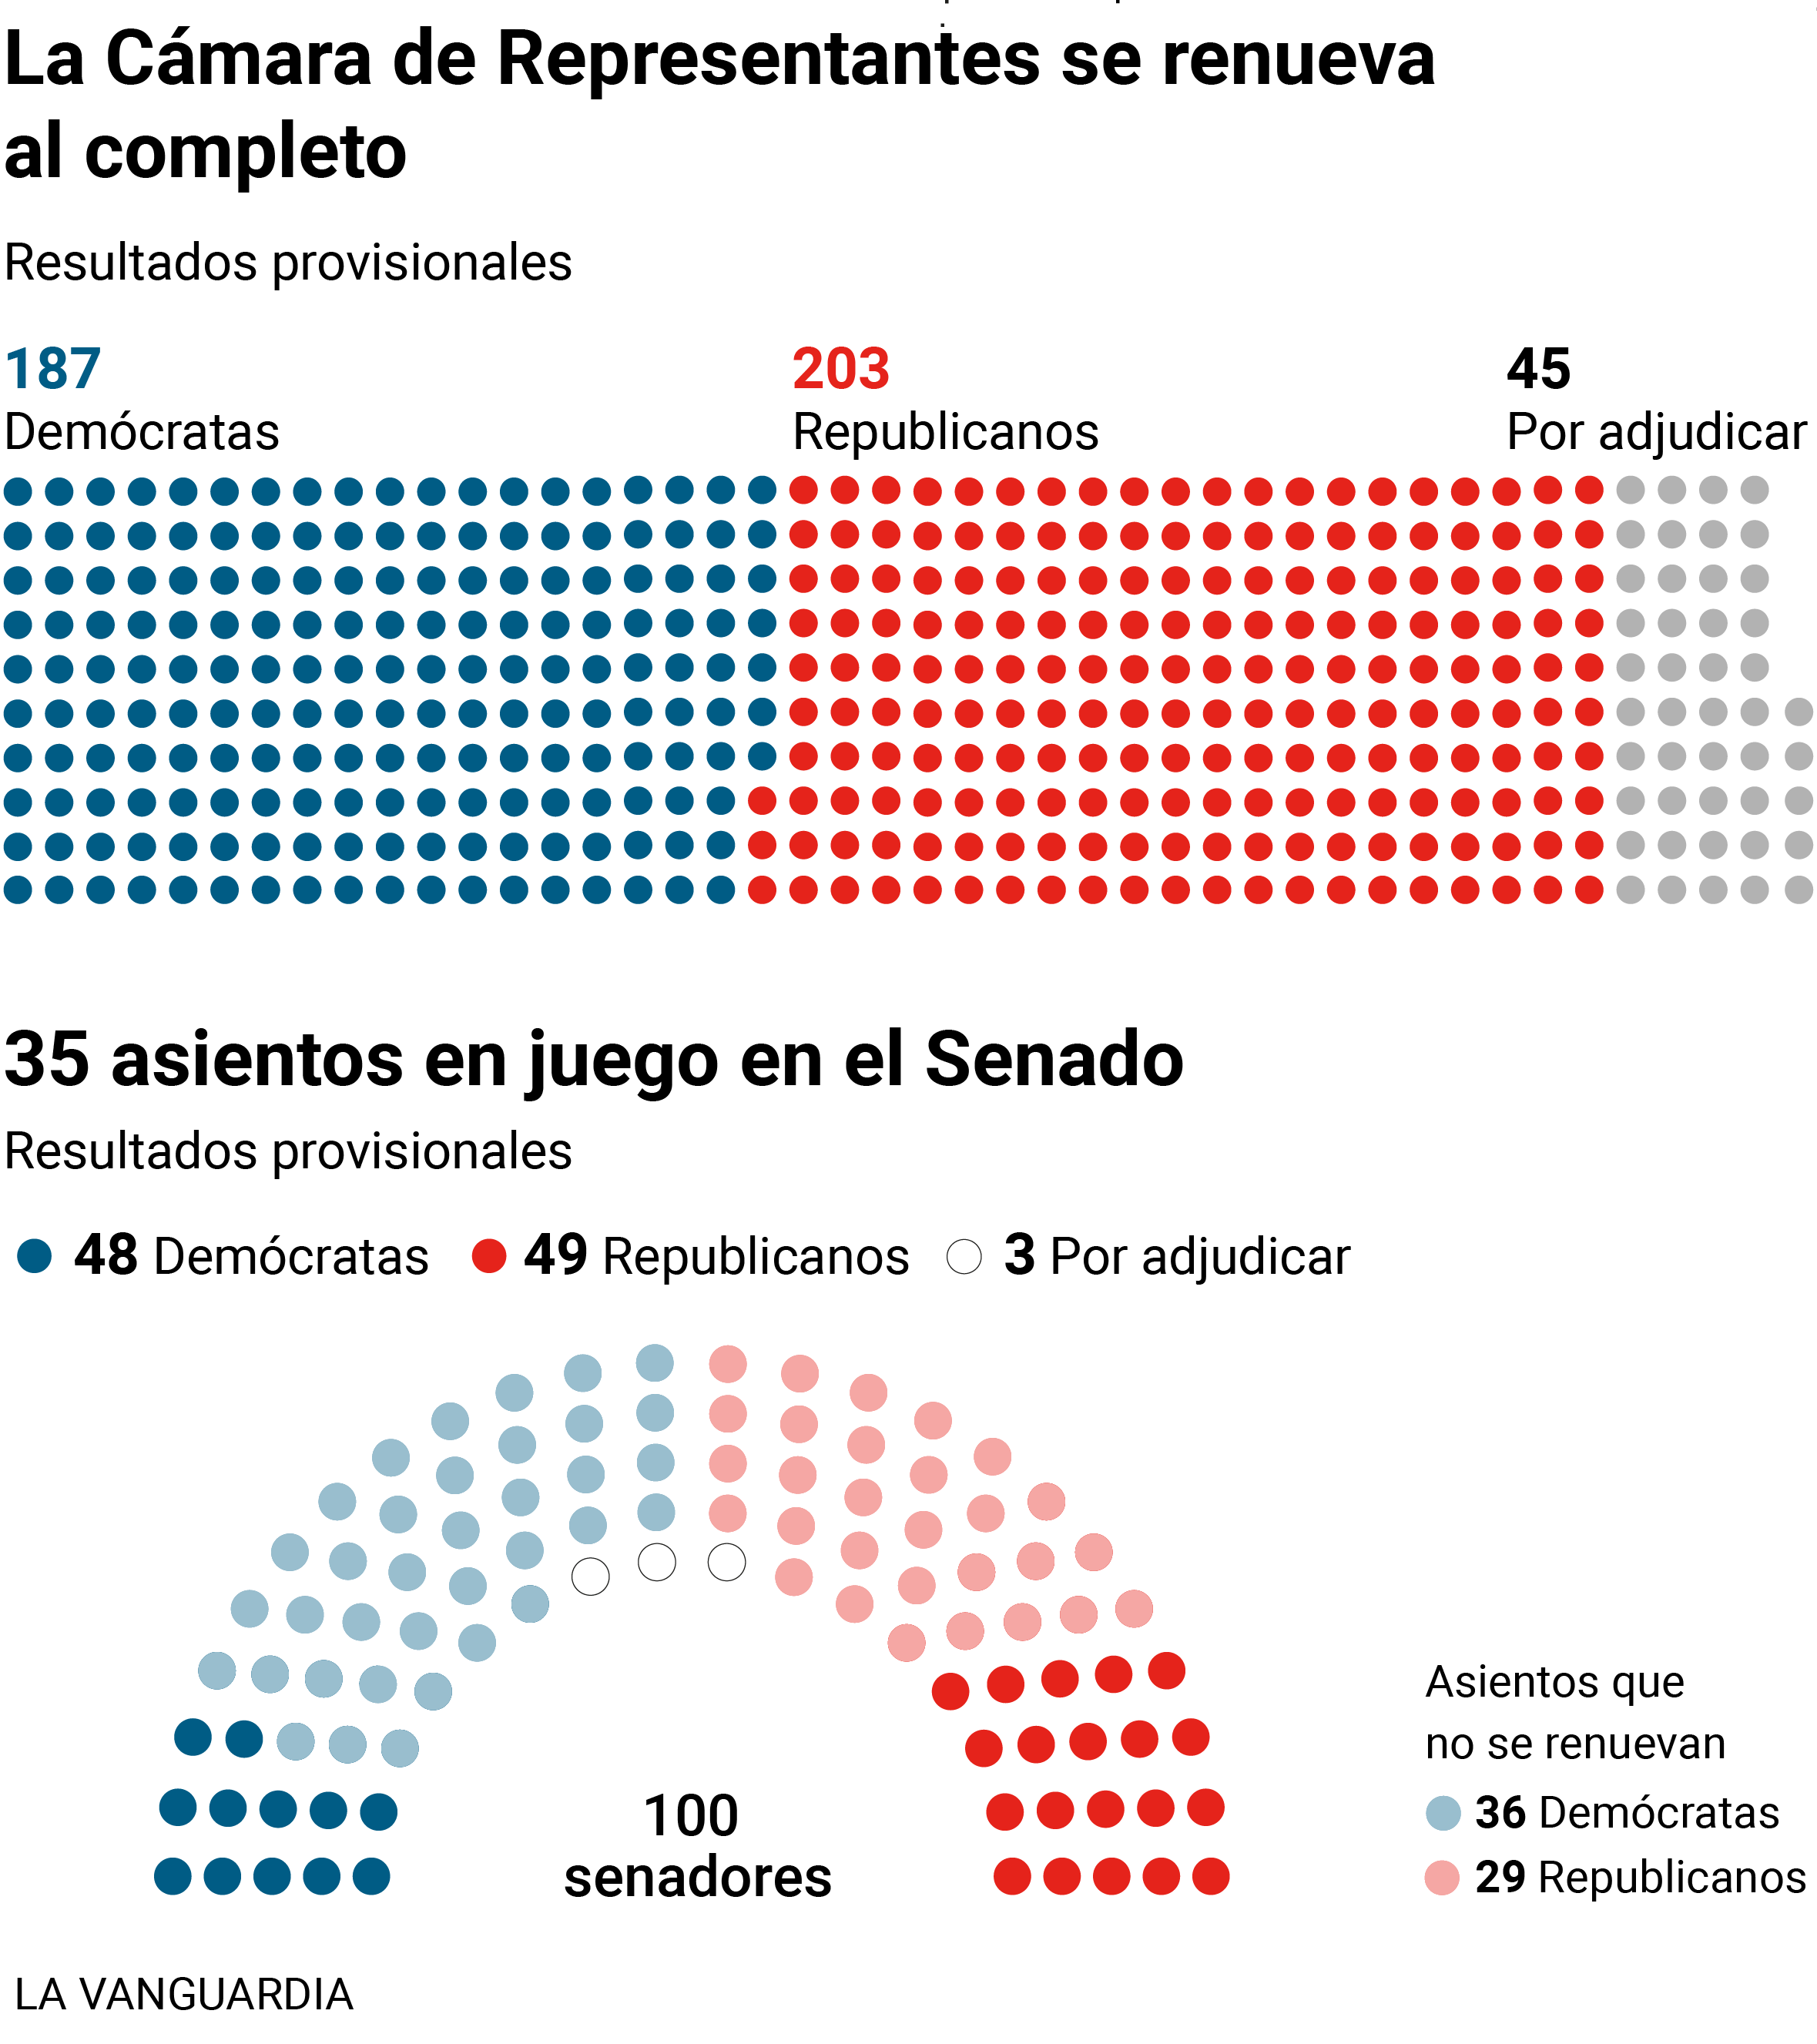 La Cámara de Representantes se renueva
al completo
Resultados provisionales
187
Demócratas
203
Republicanos
45
Por adjudicar
35 asientos en juego en el Senado
Resultados provisionales
48 Demócratas 49 Republicanos 3 Por adjudicar
100
senadores
Asientos que
no se renuevan
36 Demócratas
29 Republicanos
LA VANGUARDIA